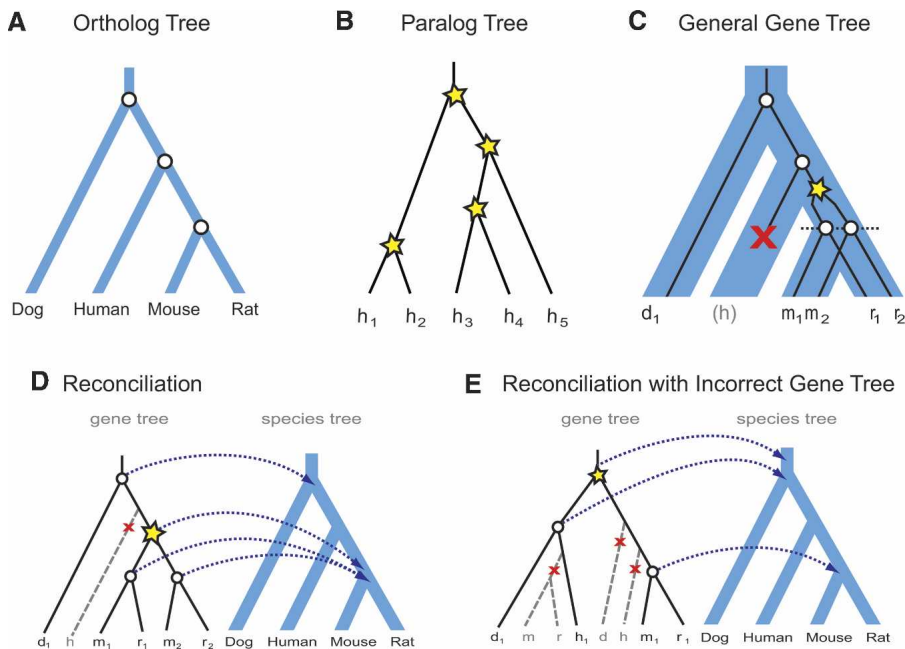 A Ortholog Tree
B Paralog Tree
C General Gene Tree
Dog Human Mouse Rat
h1 h2 h3 h4 h5
d1 (h) m1 m2 r1 r2
D Reconciliation
gene tree species tree
d1 h m1 r1 m2 r2 Dog Human Mouse Rat
E Reconciliation with Incorrect Gene Tree
gene tree species tree
d1 m r h1 d h m1 r1 Dog Human Mouse Rat